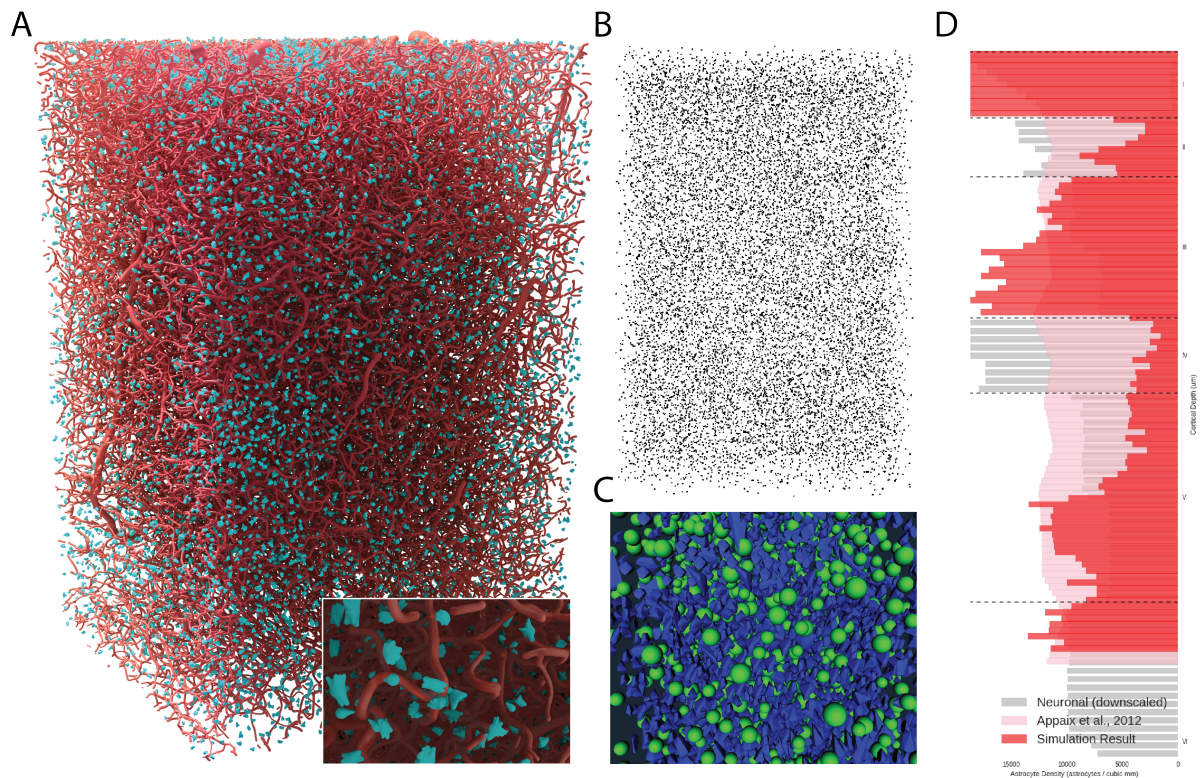 A
B
D
C
I
II
III
IV
V
VI
Cortical Depth (um)
Neuronal (downscaled)
Appaix et al., 2012
Simulation Result
15000 10000 5000 0
Astrocyte Density (astrocytes / cubic mm)